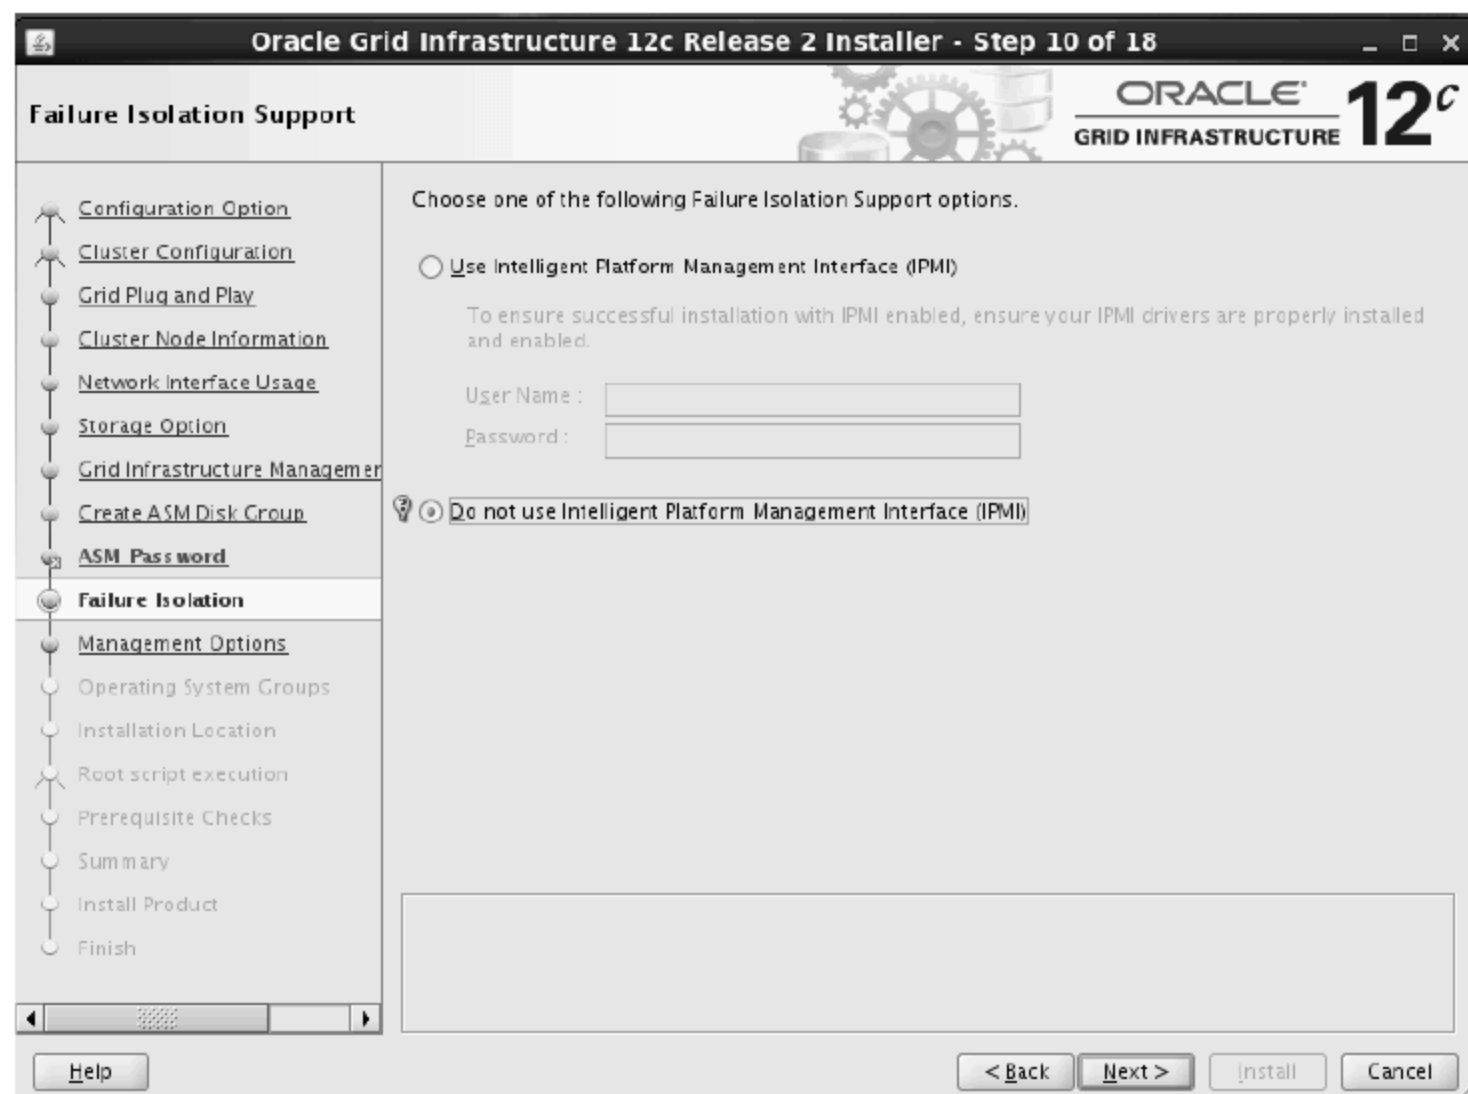 Oracle Grid Infrastructure 12c Release 2 Installer - Step 10 of 18
Failure Isolation Support
ORACLE
GRID INFRASTRUCTURE
12c
Configuration Option
Cluster Configuration
Grid Plug and Play
Cluster Node Information
Network Interface Usage
Storage Option
Grid Infrastructure Managemer
Create ASM Disk Group
ASM Password
Failure Isolation
Management Options
Operating System Groups
Installation Location
Root script execution
Prerequisite Checks
Summary
Install Product
Finish
Choose one of the following Failure Isolation Support options.
Use Intelligent Platform Management Interface (IPMI)
To ensure successful installation with IPMI enabled, ensure your IPMI drivers are properly installed
and enabled.
User Name :
Password :
Do not use Intelligent Platform Management Interface (IPMI)
Help
< Back
Next >
Install
Cancel